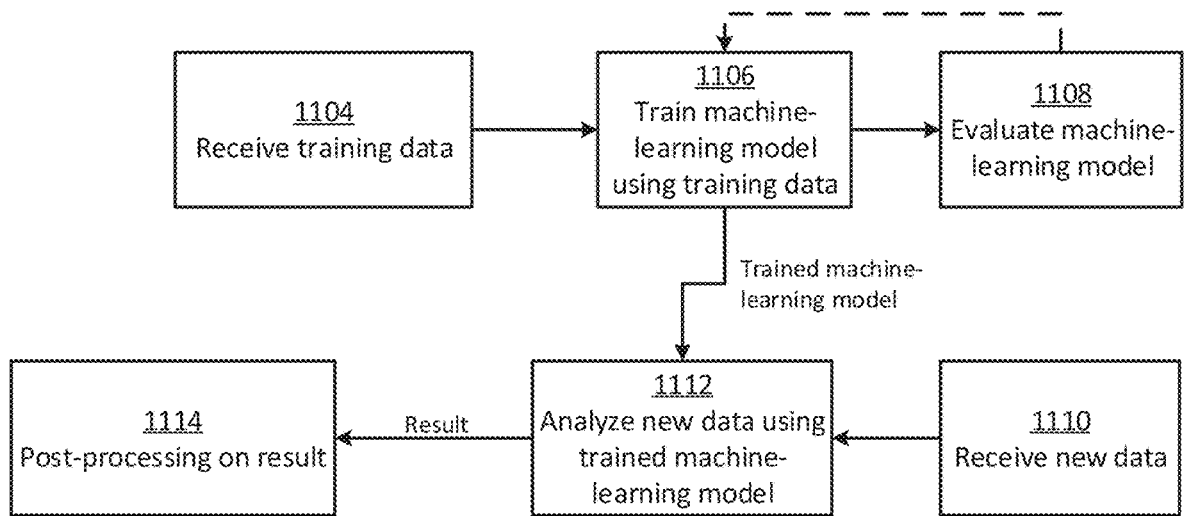 1104
Receive training data
1106
Train machine-
learning model
using training data
1108
Evaluate machine-
learning model
Trained machine-
learning model
1114
Post-processing on result
Result
1112
Analyze new data using
trained machine-
learning model
1110
Receive new data